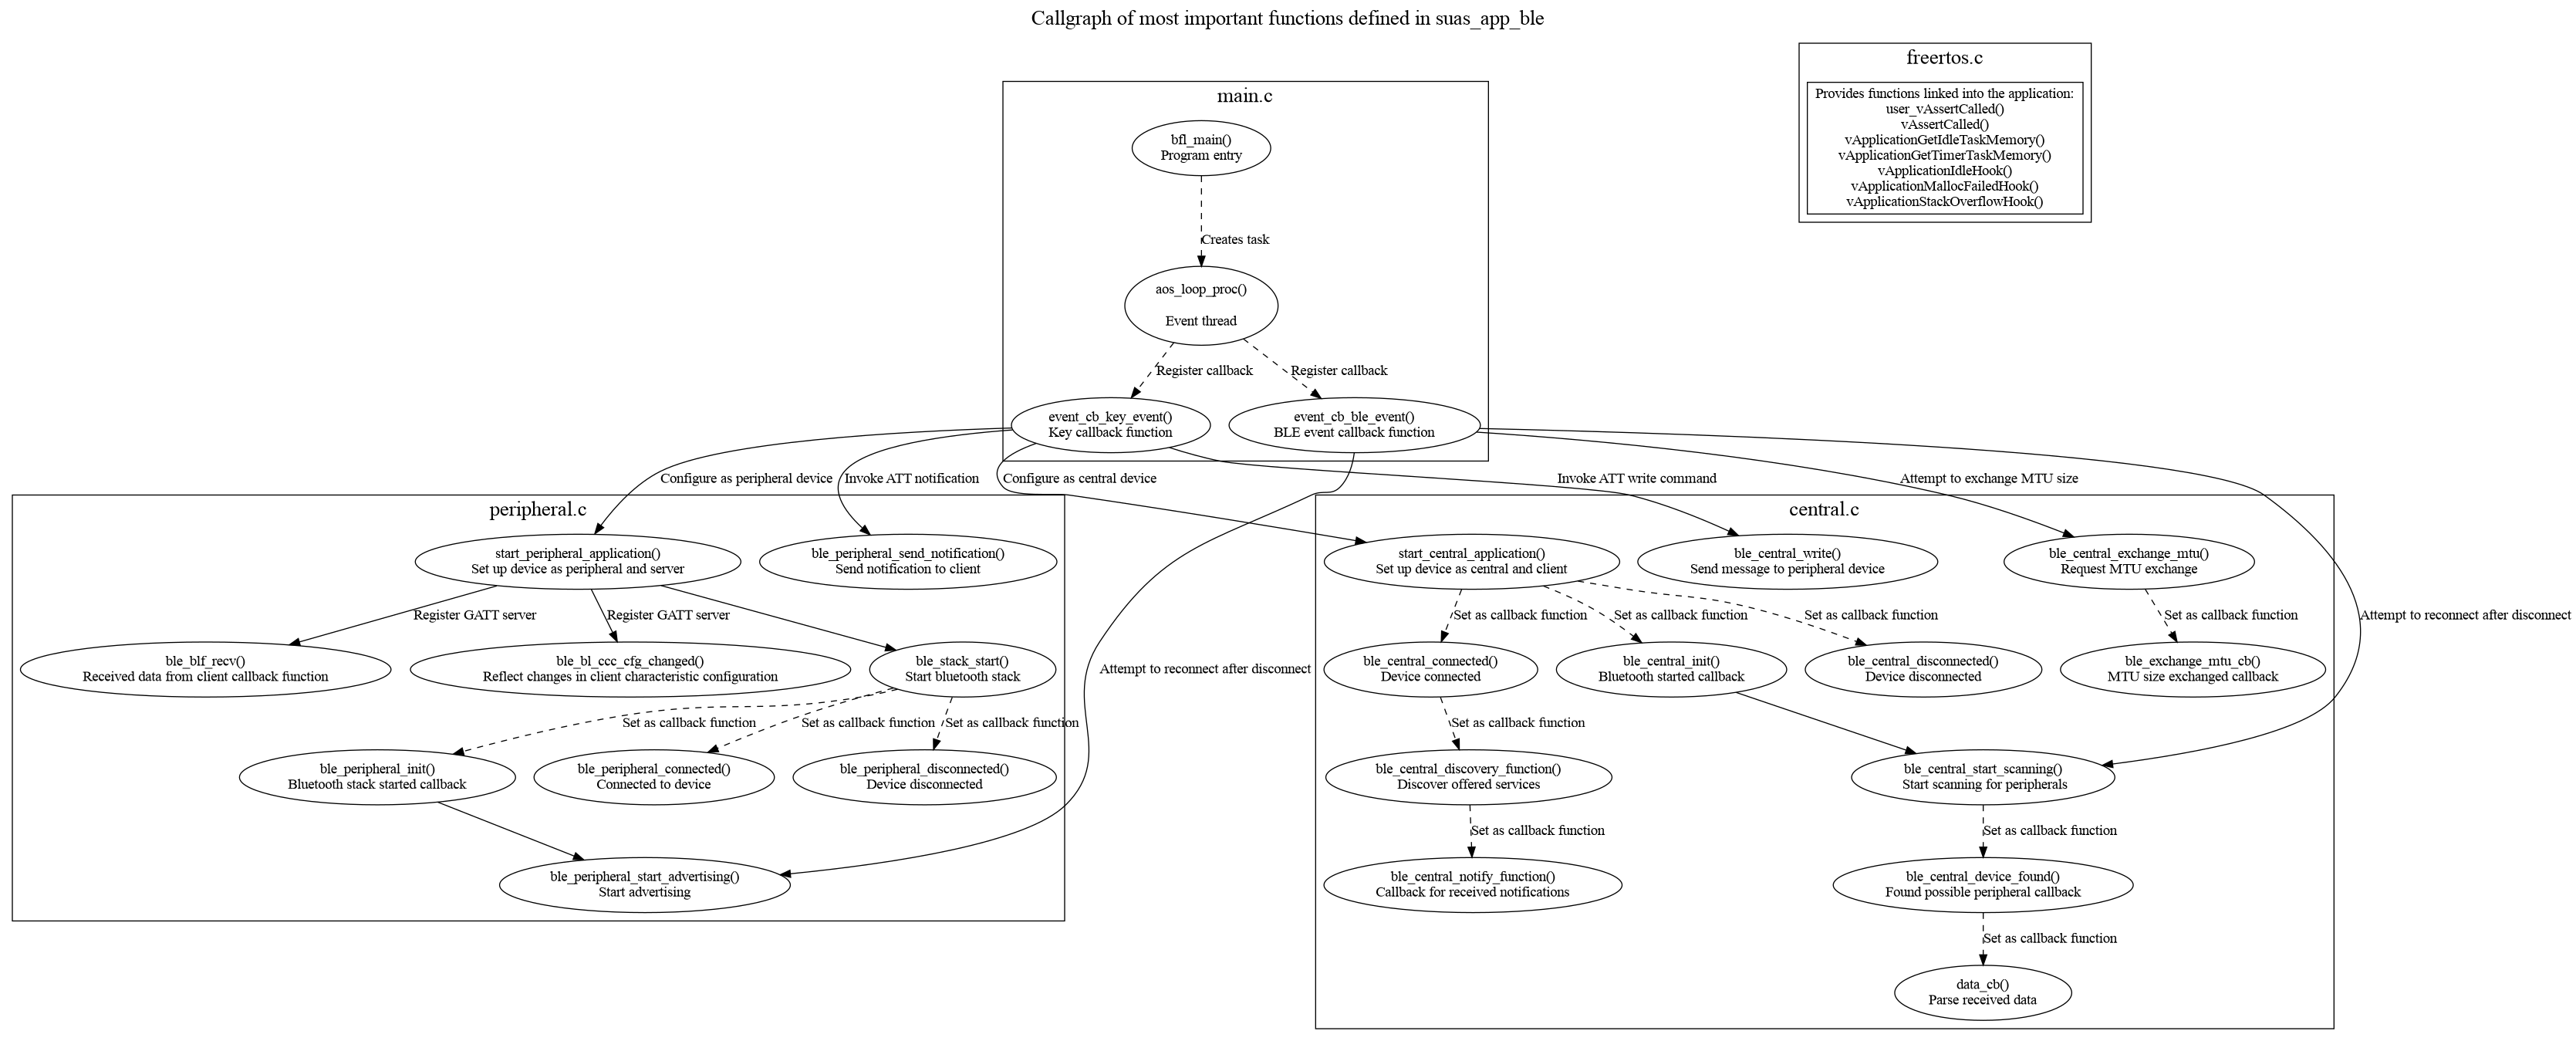 Callgraph of most important functions defined in suas_app_ble
freertos.c
Provides functions linked into the application:
user_vAssertCalled()
vAssertCalled()
vApplicationGetIdleTaskMemory()
vApplicationGetTimerTaskMemory()
vApplicationIdleHook()
vApplicationMallocFailedHook()
vApplicationStackOverflowHook()
main.c
bfl_main()
Program entry
Creates task
aos_loop_proc()
Event thread
Register callback
Register callback
event_cb_key_event()
Key callback function
event_cb_ble_event()
BLE event callback function
Configure as peripheral device
Invoke ATT notification
Configure as central device
Invoke ATT write command
Attempt to exchange MTU size
peripheral.c
start_peripheral_application()
Set up device as peripheral and server
ble_peripheral_send_notification()
Send notification to client
Register GATT server
Register GATT server
ble_blf_recv()
Received data from client callback function
ble_bl_ccc_cfg_changed()
Reflect changes in client characteristic configuration
ble_stack_start()
Start bluetooth stack
Set as callback function
Set as callback function
Set as callback function
ble_peripheral_init()
Bluetooth stack started callback
ble_peripheral_connected()
Connected to device
ble_peripheral_disconnected()
Device disconnected
ble_peripheral_start_advertising()
Start advertising
Attempt to reconnect after disconnect
central.c
start_central_application()
Set up device as central and client
ble_central_write()
Send message to peripheral device
ble_central_exchange_mtu()
Request MTU exchange
Set as callback function
Set as callback function
Set as callback function
Set as callback function
Attempt to reconnect after disconnect
ble_central_connected()
Device connected
ble_central_init()
Bluetooth started callback
ble_central_disconnected()
Device disconnected
ble_exchange_mtu_cb()
MTU size exchanged callback
Set as callback function
ble_central_discovery_function()
Discover offered services
ble_central_start_scanning()
Start scanning for peripherals
Set as callback function
Set as callback function
ble_central_notify_function()
Callback for received notifications
ble_central_device_found()
Found possible peripheral callback
Set as callback function
data_cb()
Parse received data